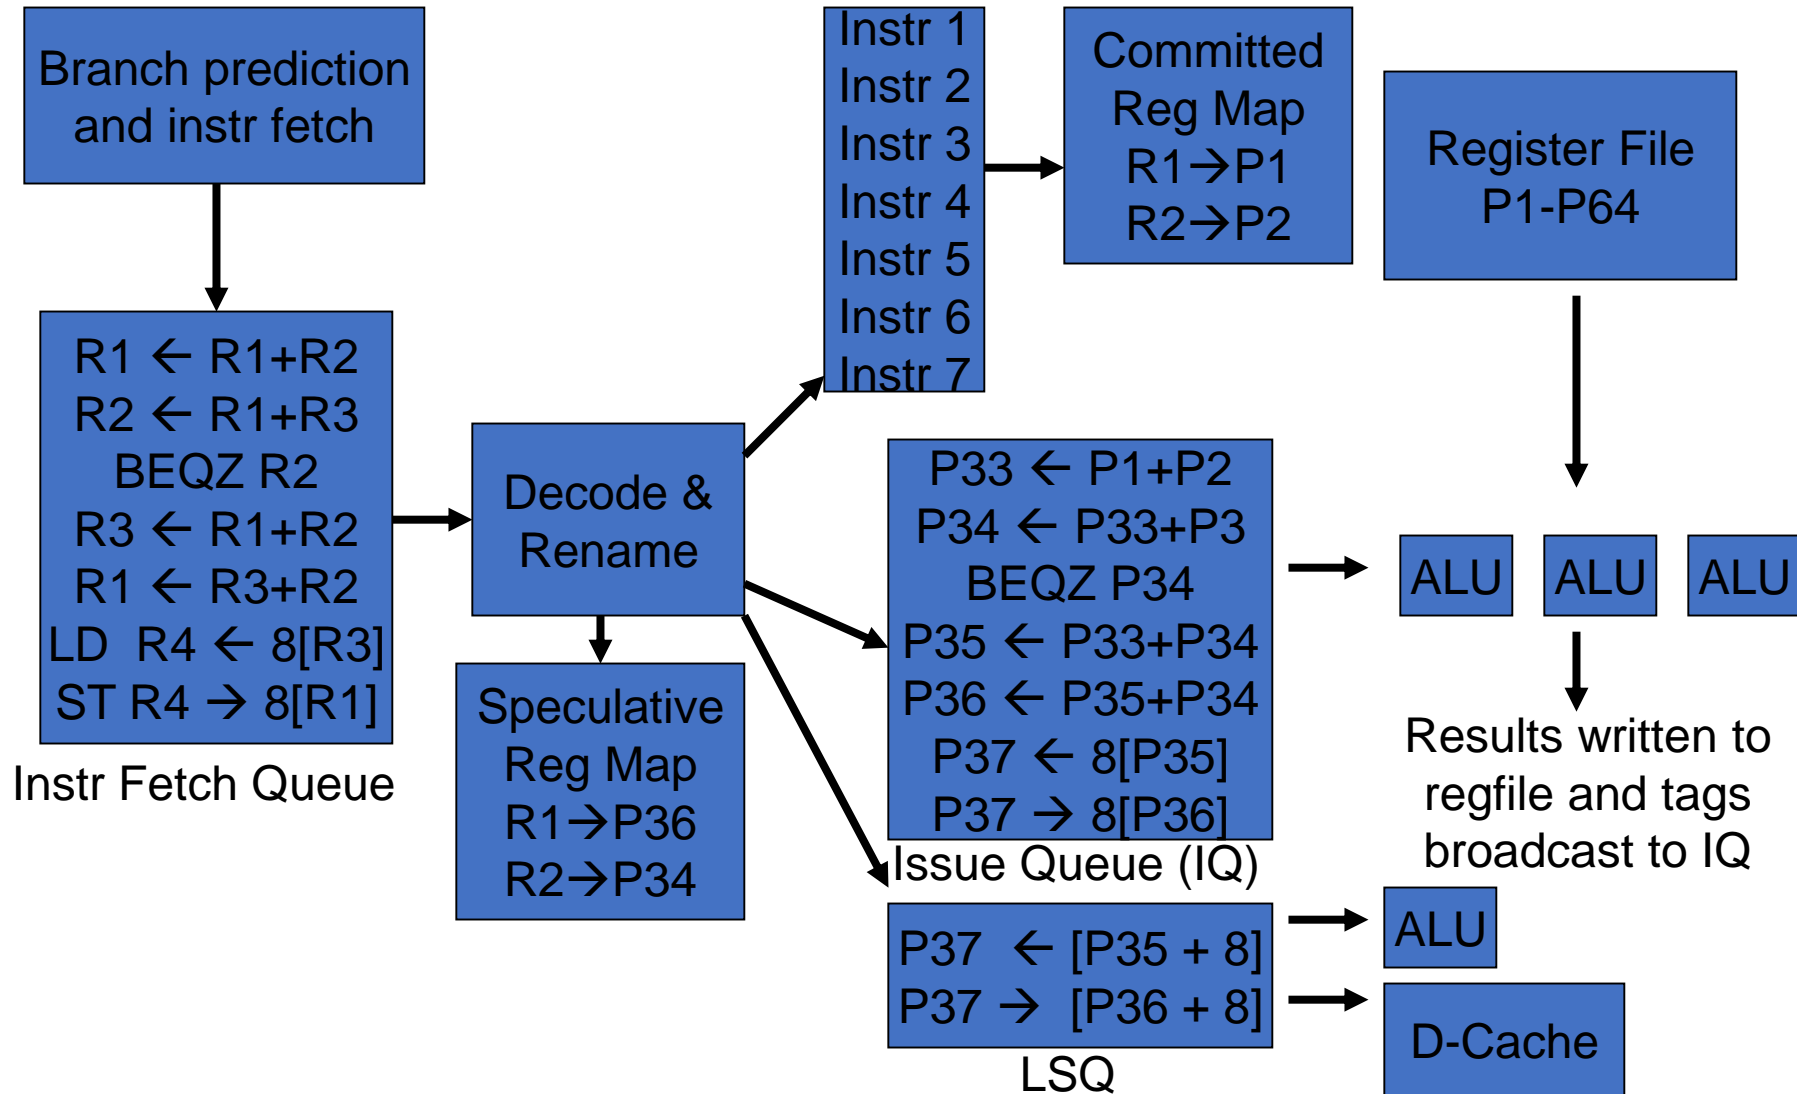 Branch prediction
and instr fetch
R1 ← R1+R2
R2 ← R1+R3
BEQZ R2
R3 ← R1+R2
R1 ← R3+R2
LD R4 ← 8[R3]
ST R4 → 8[R1]
Instr Fetch Queue
Decode &
Rename
Speculative
Reg Map
R1→P36
R2→P34
Instr 1
Instr 2
Instr 3
Instr 4
Instr 5
Instr 6
Instr 7
Committed
Reg Map
R1→P1
R2→P2
Register File
P1-P64
P33 ← P1+P2
P34 ← P33+P3
BEQZ P34
P35 ← P33+P34
P36 ← P35+P34
P37 ← 8[P35]
P37 → 8[P36]
Issue Queue (IQ)
ALU
ALU
ALU
Results written to
regfile and tags
broadcast to IQ
P37 ← [P35 + 8]
P37 → [P36 + 8]
LSQ
ALU
D-Cache